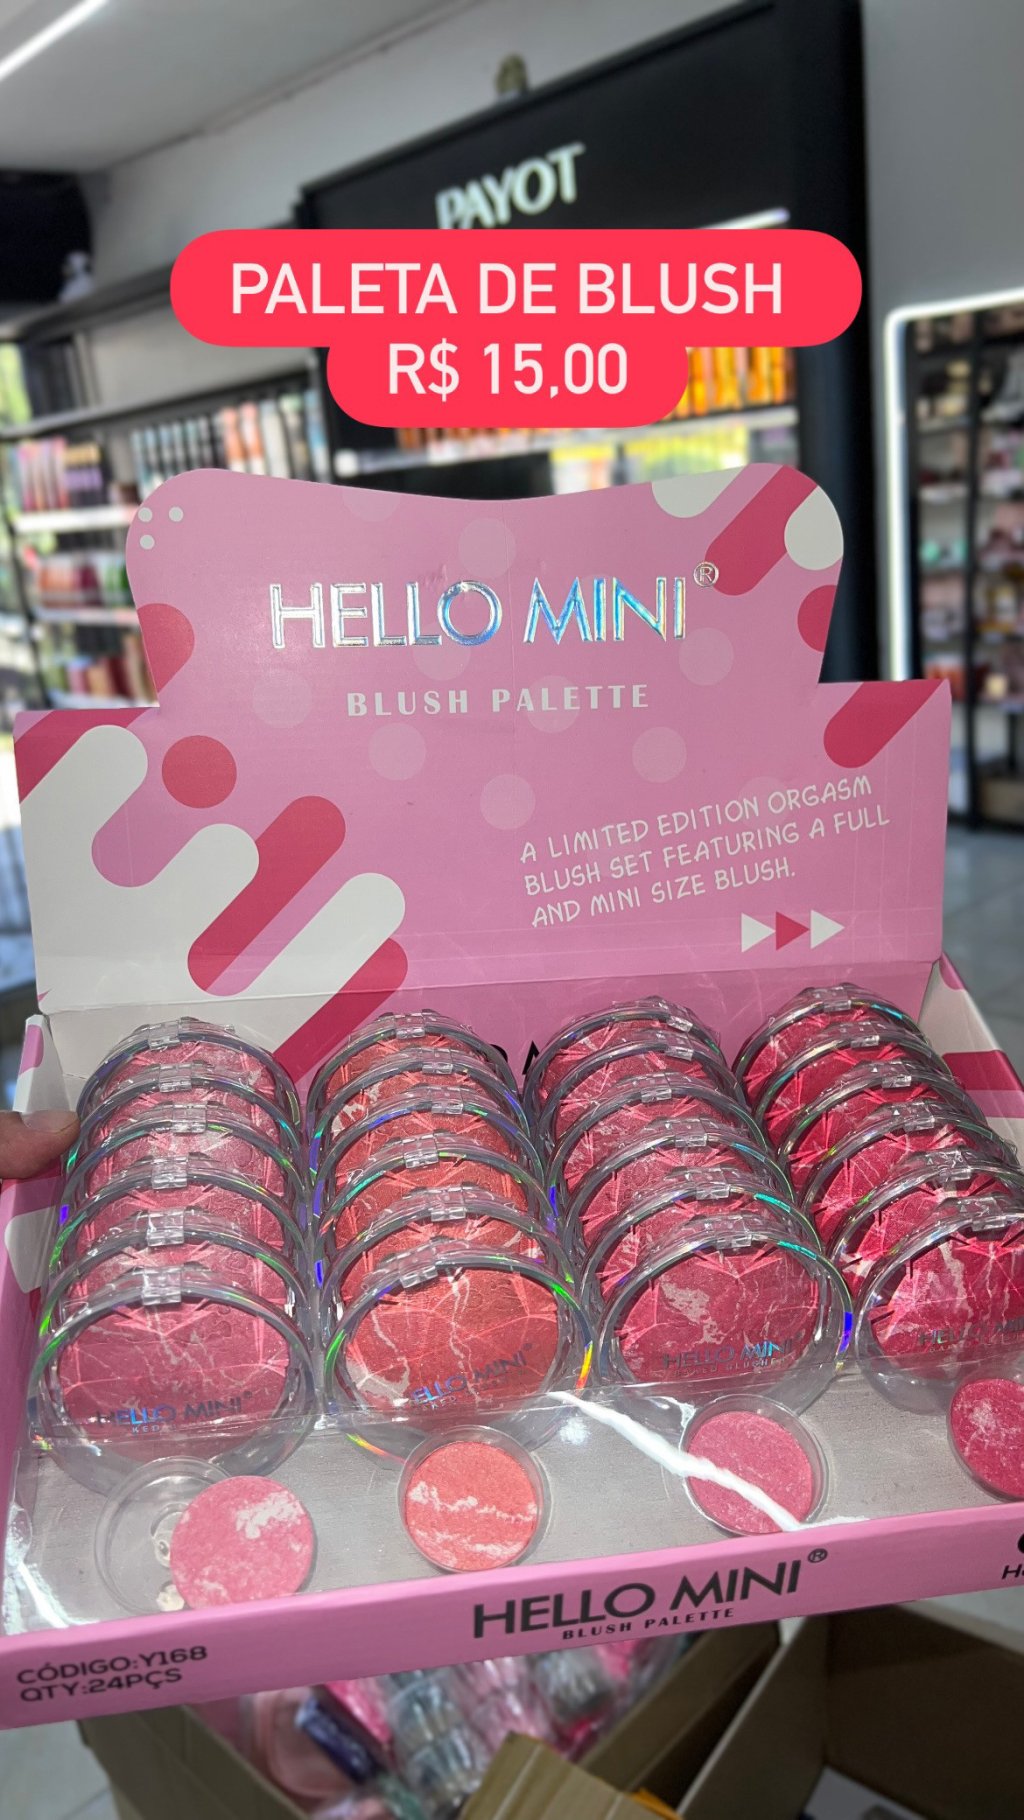 PAYOT
PALETA DE BLUSH
R$ 15,00
HELLO MINI®
BLUSH PALETTE
A LIMITED EDITION ORGASM
BLUSH SET FEATURING A FULL
AND MINI SIZE BLUSH.
HELLO MINI
HELLO MINI
HELLO MINI
HELLO MINI®
BLUSH PALETTE
CÓDIGO:Y168
QTY:24PÇS